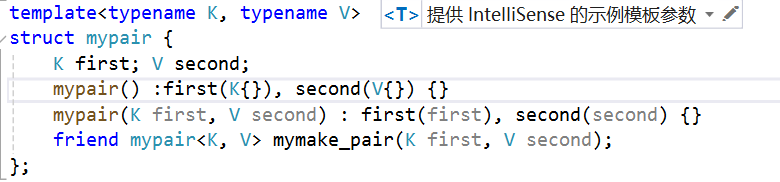 template<typename K, typename V> <T> 提供 IntelliSense 的示例模板参数
struct mypair {
    K first; V second;
    mypair() :first(K{}), second(V{}) {}
    mypair(K first, V second) : first(first), second(second) {}
    friend mypair<K, V> mymake_pair(K first, V second);
};